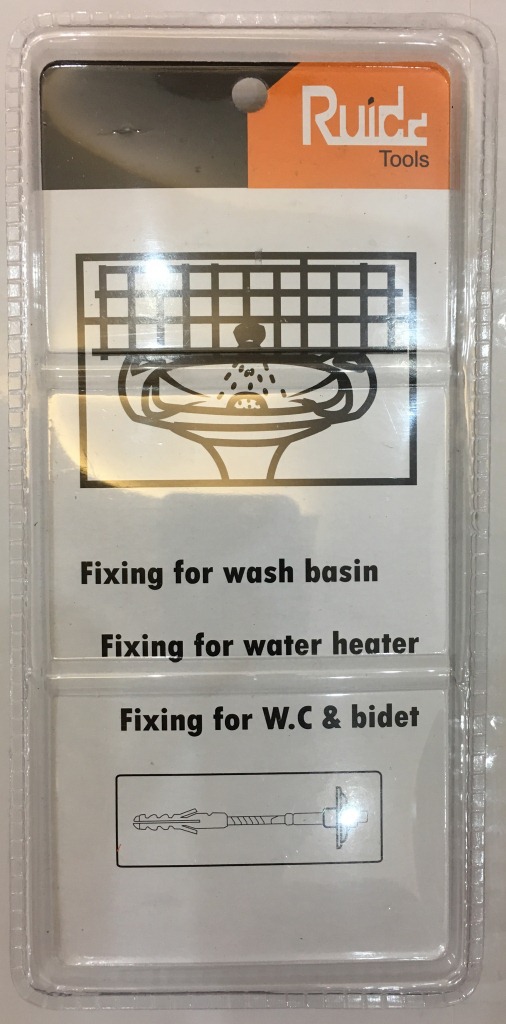 Ruidz
Tools
Fixing for wash basin
Fixing for water heater
Fixing for W.C & bidet